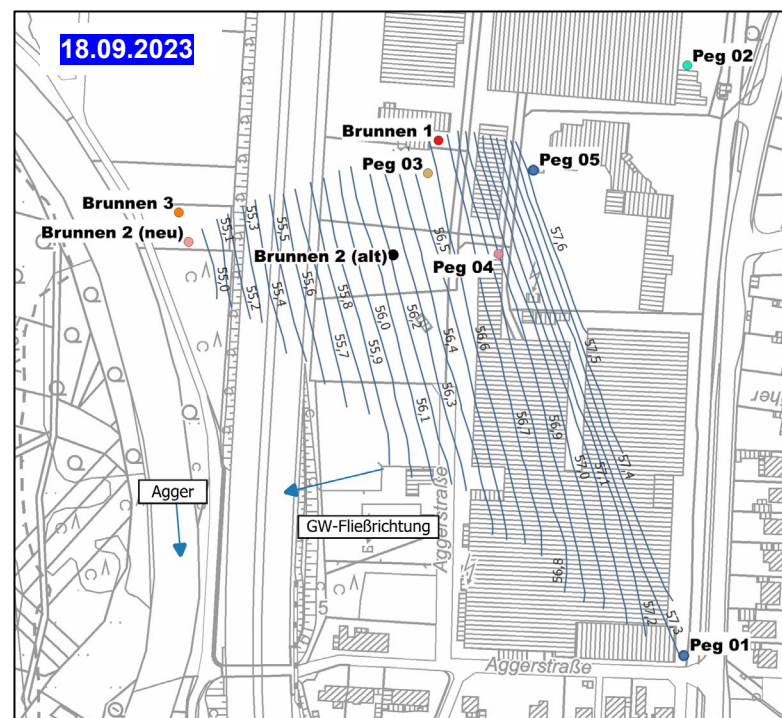 18.09.2023
Peg 02
Brunnen 1
Peg 03
Peg 05
Brunnen 3
Brunnen 2 (neu)
Brunnen 2 (alt)
Peg 04
55,1
55,3
55,5
56,5
57,6
55,0
55,2
55,4
55,6
55,8
56,0
56,2
56,4
56,6
57,5
55,7
55,9
56,1
56,3
56,7
56,9
57,0
57,1
57,4
56,8
57,2
57,3
Agger
GW-Fließrichtung
Aggerstraße
Aggerstraße
Peg 01
5